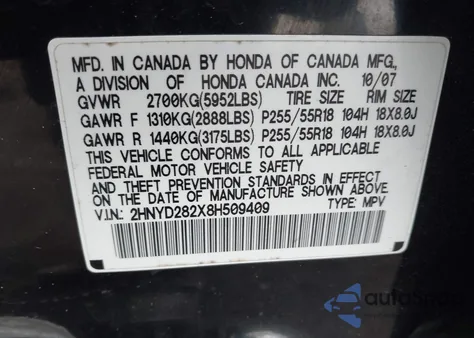 MFD. IN CANADA BY HONDA OF CANADA MFG.,
A DIVISION OF HONDA CANADA INC. 10/07
GVWR 2700KG(5952LBS) TIRE SIZE RIM SIZE
GAWR F 1310KG(2888LBS) P255/55R18 104H 18X8.0J
GAWR R 1440KG(3175LBS) P255/55R18 104H 18X8.0J
THIS VEHICLE CONFORMS TO ALL APPLICABLE
FEDERAL MOTOR VEHICLE SAFETY
AND THEFT PREVENTION STANDARDS IN EFFECT
ON THE DATE OF MANUFACTURE SHOWN ABOVE.
V.I.N.: 2HNYD282X8H509409 TYPE: MPV